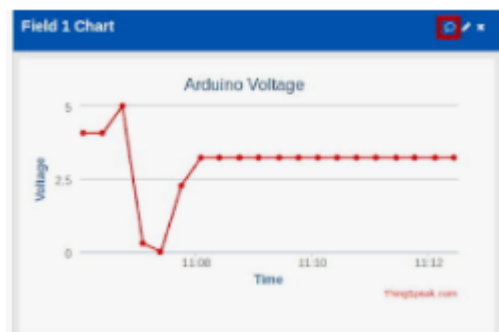 Field 1 Chart
Arduino Voltage
5
2.5
0
Voltage
11:08 11:10 11:12
Time
ThingSpeak.com